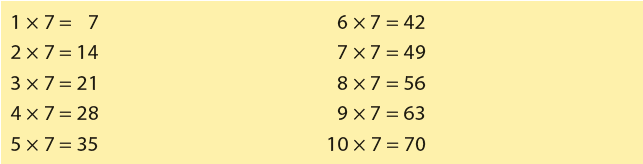 1 × 7 = 7
2 × 7 = 14
3 × 7 = 21
4 × 7 = 28
5 × 7 = 35
6 × 7 = 42
7 × 7 = 49
8 × 7 = 56
9 × 7 = 63
10 × 7 = 70